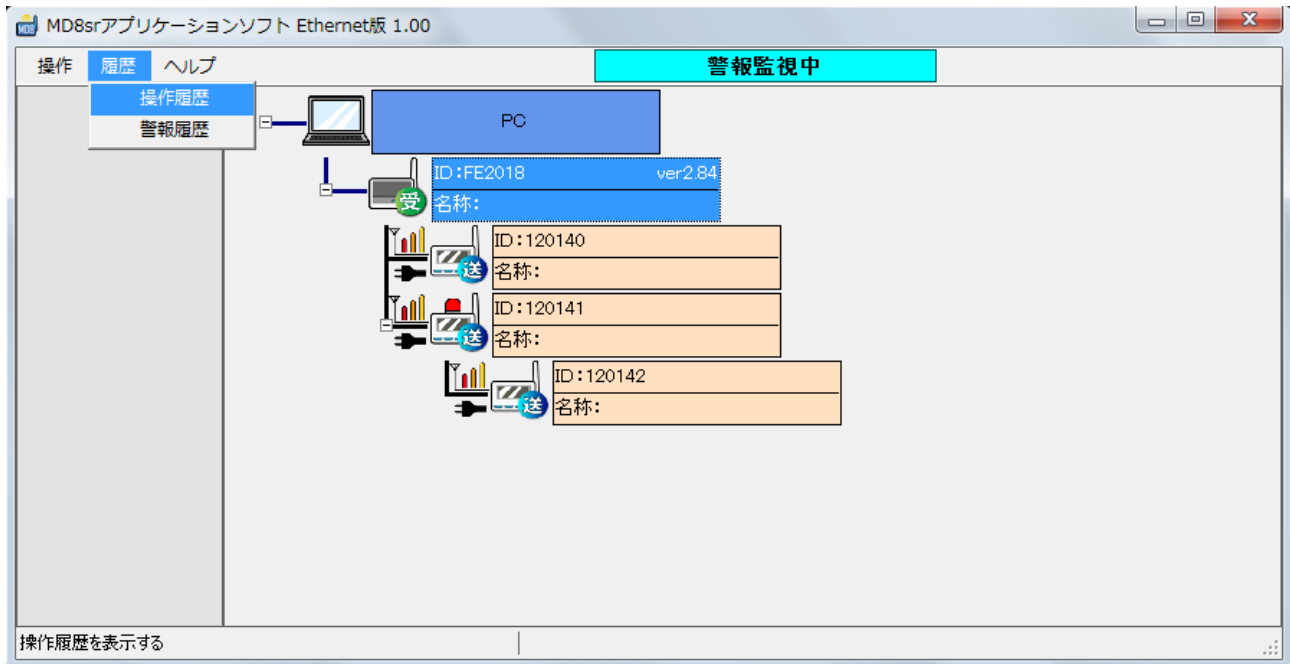 MD8srアプリケーションソフト Ethernet版 1.00
操作 履歴 ヘルプ
警報監視中
操作履歴
警報履歴
PC
ID:FE2018 ver2.84
名称:
受
ID:120140
名称:
送
ID:120141
名称:
送
ID:120142
名称:
送
操作履歴を表示する